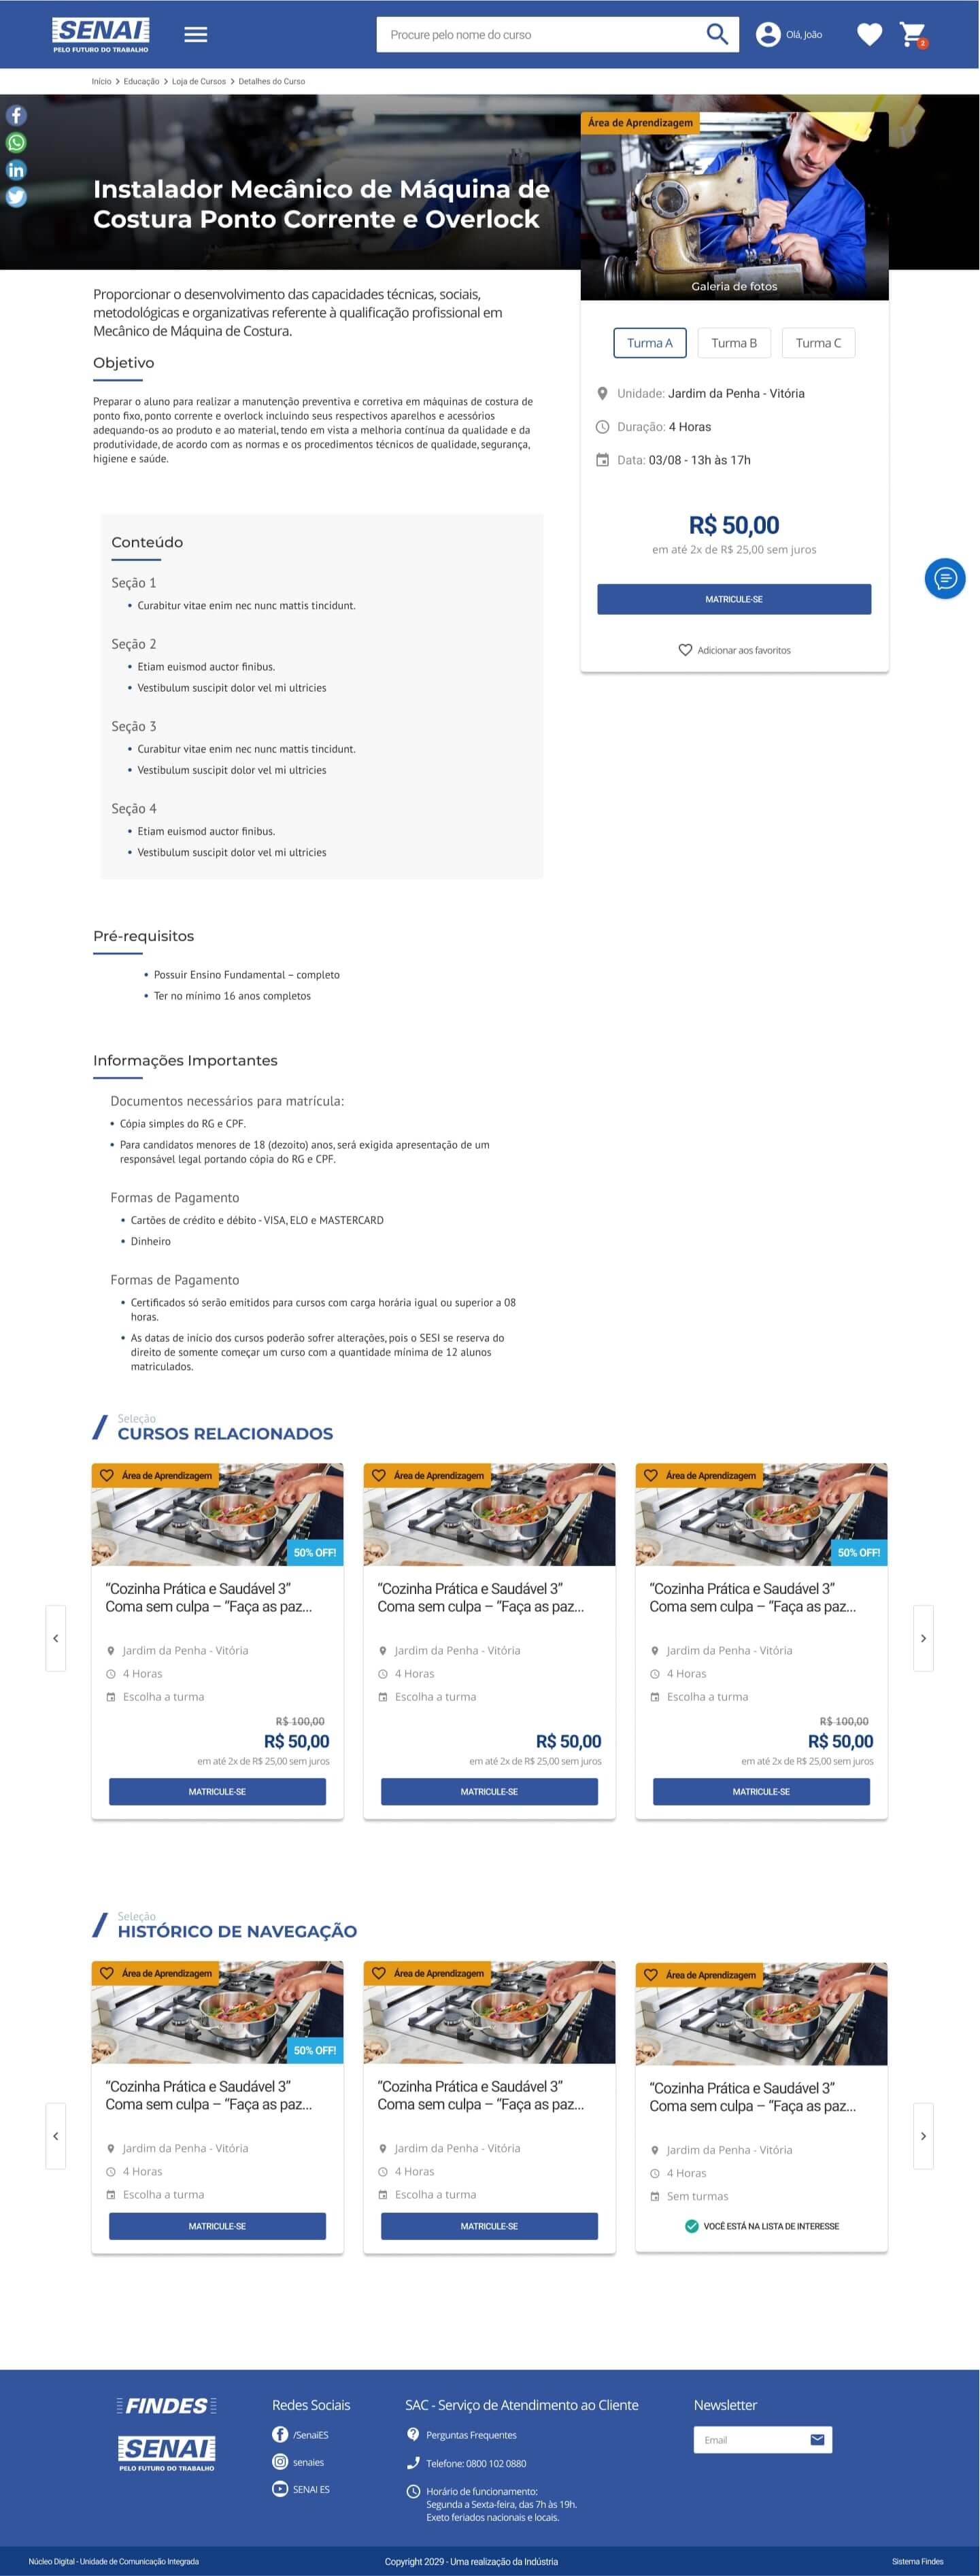 SENAI
PELO FUTURO DO TRABALHO
Procure pelo nome do curso
Olá, João
2
Início > Educação > Loja de Cursos > Detalhes do Curso
Instalador Mecânico de Máquina de
Costura Ponto Corrente e Overlock
Área de Aprendizagem
Galeria de fotos
Proporcionar o desenvolvimento das capacidades técnicas, sociais,
metodológicas e organizativas referente à qualificação profissional em
Mecânico de Máquina de Costura.
Objetivo
Preparar o aluno para realizar a manutenção preventiva e corretiva em máquinas de costura de
ponto fixo, ponto corrente e overlock incluindo seus respectivos aparelhos e acessórios
adequando-os ao produto e ao material, tendo em vista a melhoria contínua da qualidade e da
produtividade, de acordo com as normas e os procedimentos técnicos de qualidade, segurança,
higiene e saúde.
Turma A
Turma B
Turma C
Unidade: Jardim da Penha - Vitória
Duração: 4 Horas
Data: 03/08 - 13h às 17h
R$ 50,00
em até 2x de R$ 25,00 sem juros
MATRICULE-SE
Adicionar aos favoritos
Conteúdo
Seção 1
• Curabitur vitae enim nec nunc mattis tincidunt.
Seção 2
• Etiam euismod auctor finibus.
• Vestibulum suscipit dolor vel mi ultricies
Seção 3
• Curabitur vitae enim nec nunc mattis tincidunt.
• Vestibulum suscipit dolor vel mi ultricies
Seção 4
• Etiam euismod auctor finibus.
• Vestibulum suscipit dolor vel mi ultricies
Pré-requisitos
• Possuir Ensino Fundamental – completo
• Ter no mínimo 16 anos completos
Informações Importantes
Documentos necessários para matrícula:
• Cópia simples do RG e CPF.
• Para candidatos menores de 18 (dezoito) anos, será exigida apresentação de um
responsável legal portando cópia do RG e CPF.
Formas de Pagamento
• Cartões de crédito e débito - VISA, ELO e MASTERCARD
• Dinheiro
Formas de Pagamento
• Certificados só serão emitidos para cursos com carga horária igual ou superior a 08
horas.
• As datas de início dos cursos poderão sofrer alterações, pois o SESI se reserva do
direito de somente começar um curso com a quantidade mínima de 12 alunos
matriculados.
Seleção
CURSOS RELACIONADOS
Área de Aprendizagem
50% OFF!
“Cozinha Prática e Saudável 3”
Coma sem culpa – “Faça as paz...
Jardim da Penha - Vitória
4 Horas
Escolha a turma
R$ 100,00
R$ 50,00
em até 2x de R$ 25,00 sem juros
MATRICULE-SE
Área de Aprendizagem
“Cozinha Prática e Saudável 3”
Coma sem culpa – “Faça as paz...
Jardim da Penha - Vitória
4 Horas
Escolha a turma
R$ 50,00
em até 2x de R$ 25,00 sem juros
MATRICULE-SE
Área de Aprendizagem
50% OFF!
“Cozinha Prática e Saudável 3”
Coma sem culpa – “Faça as paz...
Jardim da Penha - Vitória
4 Horas
Escolha a turma
R$ 100,00
R$ 50,00
em até 2x de R$ 25,00 sem juros
MATRICULE-SE
Seleção
HISTÓRICO DE NAVEGAÇÃO
Área de Aprendizagem
50% OFF!
“Cozinha Prática e Saudável 3”
Coma sem culpa – “Faça as paz...
Jardim da Penha - Vitória
4 Horas
Escolha a turma
MATRICULE-SE
Área de Aprendizagem
“Cozinha Prática e Saudável 3”
Coma sem culpa – “Faça as paz...
Jardim da Penha - Vitória
4 Horas
Escolha a turma
MATRICULE-SE
Área de Aprendizagem
“Cozinha Prática e Saudável 3”
Coma sem culpa – “Faça as paz...
Jardim da Penha - Vitória
4 Horas
Sem turmas
VOCÊ ESTÁ NA LISTA DE INTERESSE
FINDES
SENAI
PELO FUTURO DO TRABALHO
Redes Sociais
/SenaiES
senaies
SENAI ES
SAC - Serviço de Atendimento ao Cliente
Perguntas Frequentes
Telefone: 0800 102 0880
Horário de funcionamento:
Segunda a Sexta-feira, das 7h às 19h.
Exeto feriados nacionais e locais.
Newsletter
Email
Núcleo Digital - Unidade de Comunicação Integrada
Copyright 2029 - Uma realização da Indústria
Sistema Findes